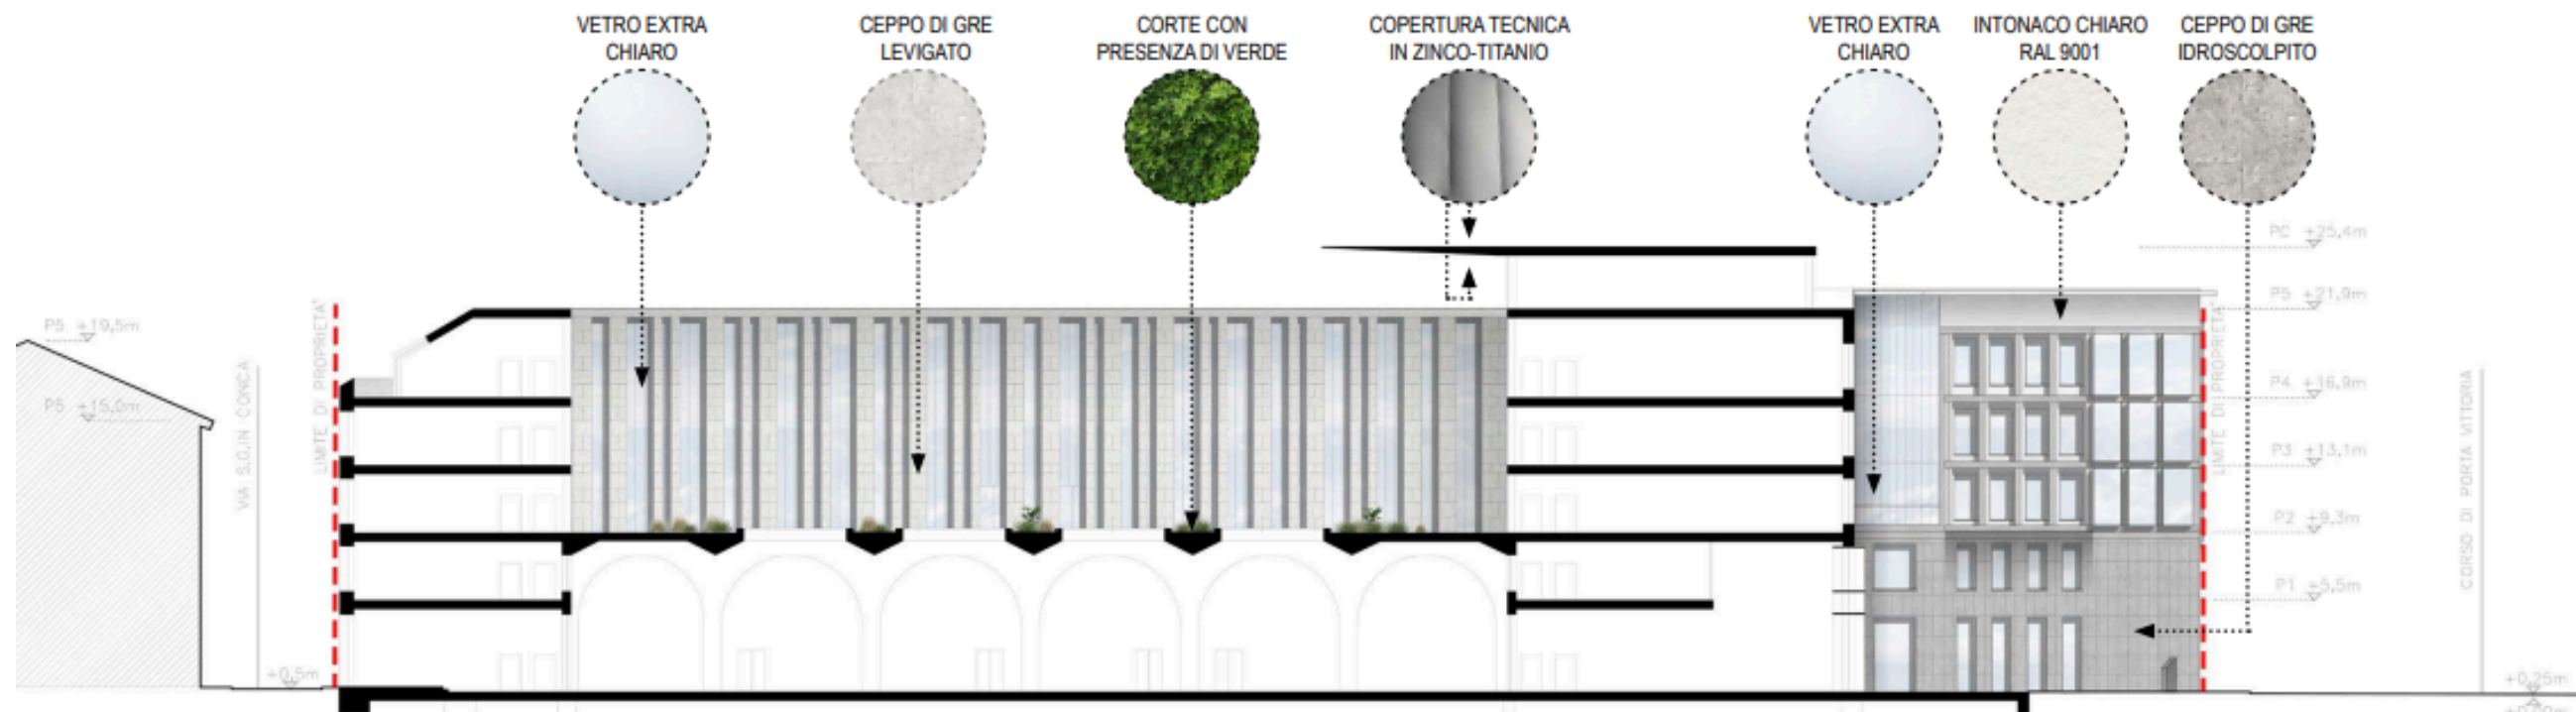 VETRO EXTRA
CHIARO
CEPPO DI GRE
LEVIGATO
CORTE CON
PRESENZA DI VERDE
COPERTURA TECNICA
IN ZINCO-TITANIO
VETRO EXTRA
CHIARO
INTONACO CHIARO
RAL 9001
CEPPO DI GRE
IDROSCOLPITO
PC +25,4m
P5 +21,9m
P4 +16,9m
P3 +13,1m
P2 +9,3m
P1 +5,5m
P5 +19,5m
P5 +15,0m
VIA S.G.IN CONCA
LIMITE DI PROPRIETA'
LIMITE DI PROPRIETA'
CORSO DI PORTA VITTORIA
+0,5m
+0,25m